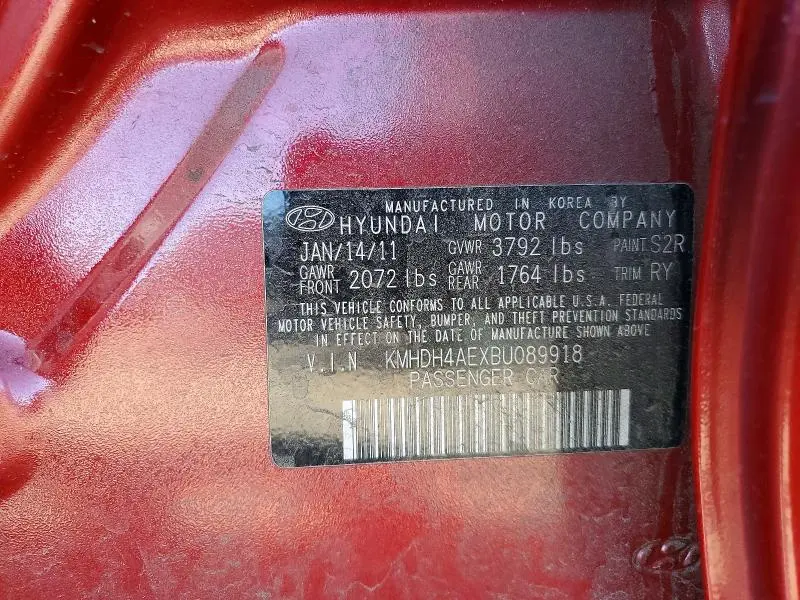 MANUFACTURED IN KOREA BY
HYUNDAI MOTOR COMPANY
JAN/14/11 GVWR 3792 lbs PAINT S2R
GAWR FRONT 2072 lbs GAWR REAR 1764 lbs TRIM RY
THIS VEHICLE CONFORMS TO ALL APPLICABLE U.S.A. FEDERAL
MOTOR VEHICLE SAFETY, BUMPER, AND THEFT PREVENTION STANDARDS
IN EFFECT ON THE DATE OF MANUFACTURE SHOWN ABOVE
V.I.N KMHDH4AEXBU089918
PASSENGER CAR